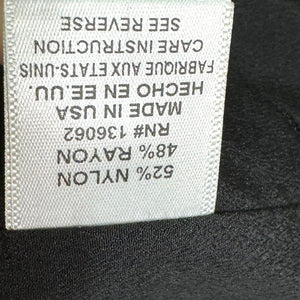 52% NYLON
48% RAYON
RN# 136062
MADE IN USA
HECHO EN EE.UU.
FABRIQUE AUX ETATS-UNIS
CARE INSTRUCTION
SEE REVERSE